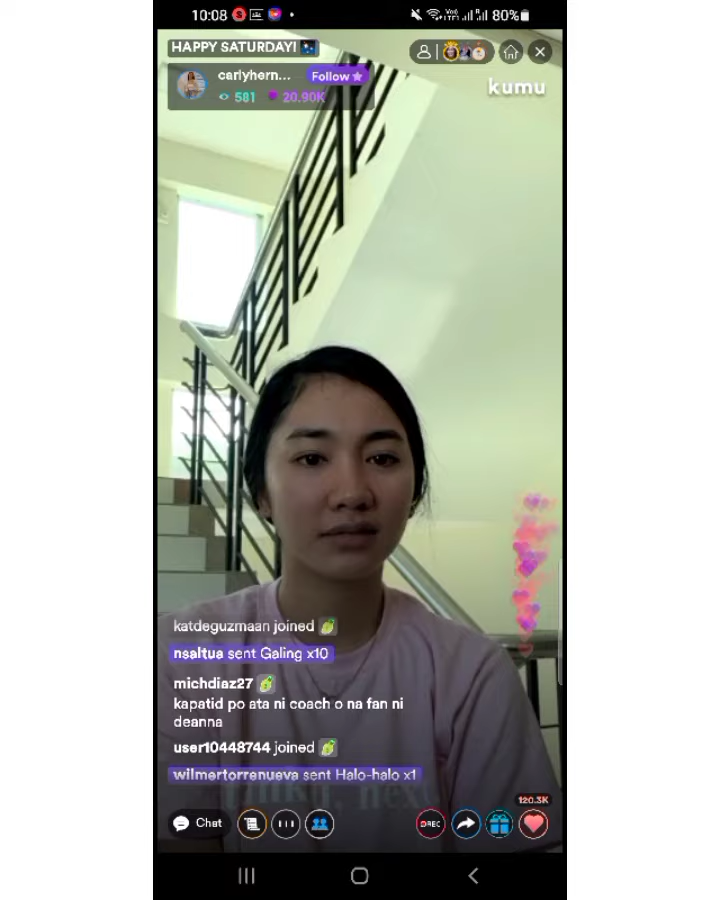 10:08
80%
HAPPY SATURDAY!
carlyhern...
Follow
581
20.90K
kumu
katdeguzmaan joined
nsaltua sent Galing x10
michdiaz27
kapatid po ata ni coach o na fan ni
deanna
user10448744 joined
wilmertorrenueva sent Halo-halo x1
120.3K
Chat
REC